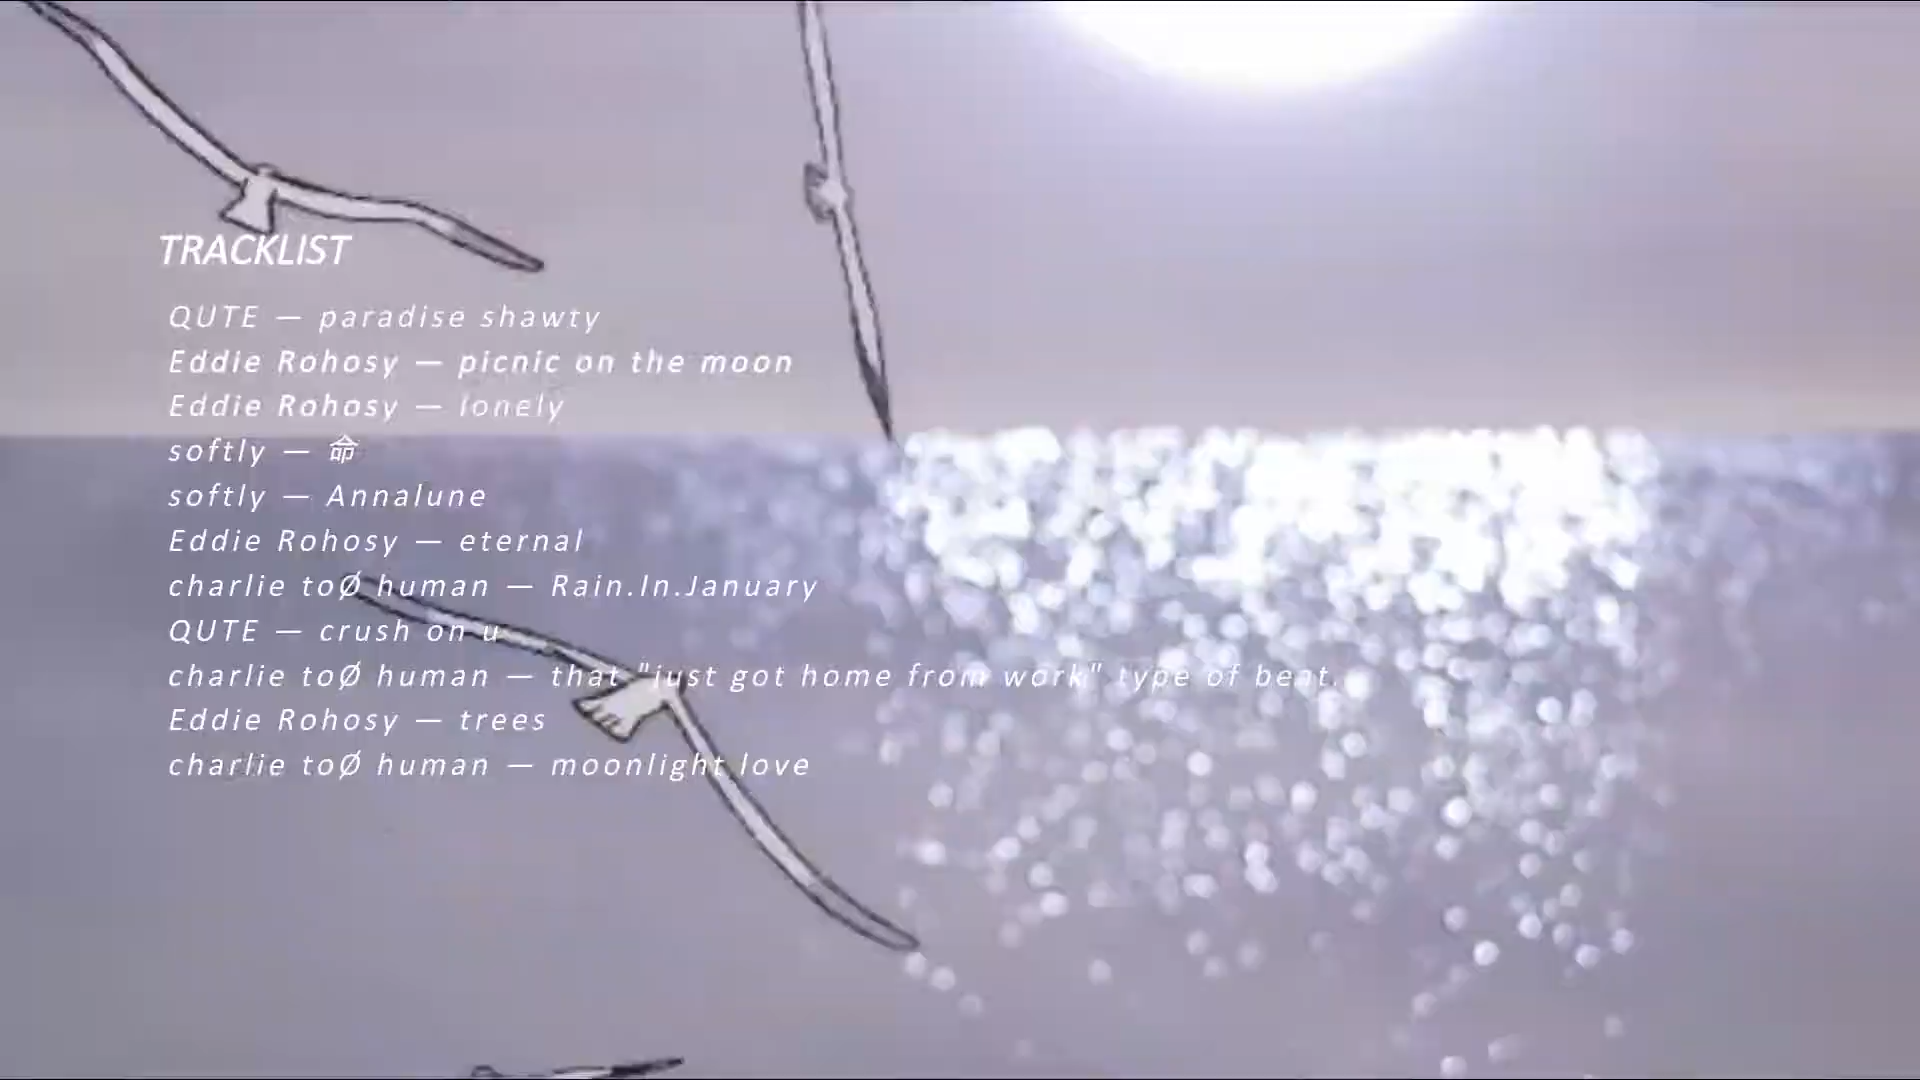 TRACKLIST
QUTE — paradise shawty
Eddie Rohosy — picnic on the moon
Eddie Rohosy — lonely
softly — 命
softly — Annalune
Eddie Rohosy — eternal
charlie toØ human — Rain.In.January
QUTE — crush on u
charlie toØ human — that "just got home from work" type of beat.
Eddie Rohosy — trees
charlie toØ human — moonlight love